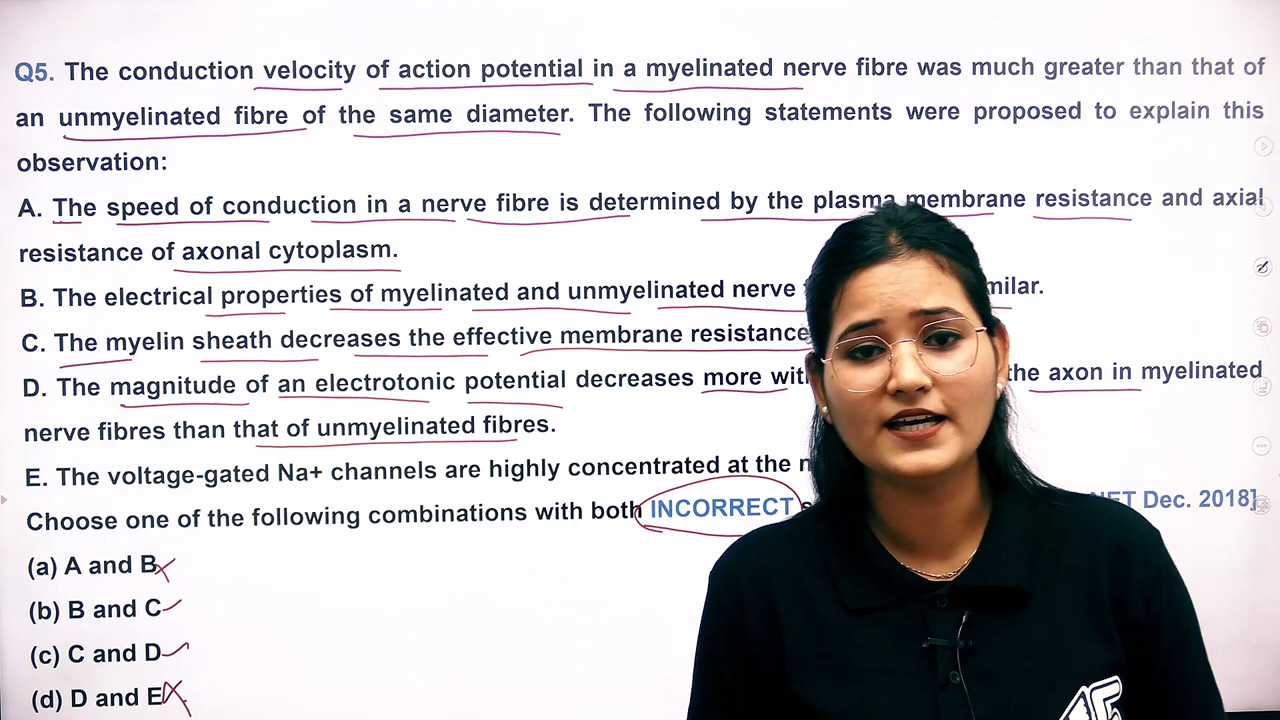 Q5. The conduction velocity of action potential in a myelinated nerve fibre was much greater than that of
an unmyelinated fibre of the same diameter. The following statements were proposed to explain this
observation:
A. The speed of conduction in a nerve fibre is determined by the plasma membrane resistance and axial
resistance of axonal cytoplasm.
B. The electrical properties of myelinated and unmyelinated nerve
C. The myelin sheath decreases the effective membrane resistance
D. The magnitude of an electrotonic potential decreases more the axon in myelinated
nerve fibres than that of unmyelinated fibres.
E. The voltage-gated Na+ channels are highly concentrated at the
Choose one of the following combinations with both INCORRECT Dec. 2018]
(a) A and B
(b) B and C
(c) C and D
(d) D and E